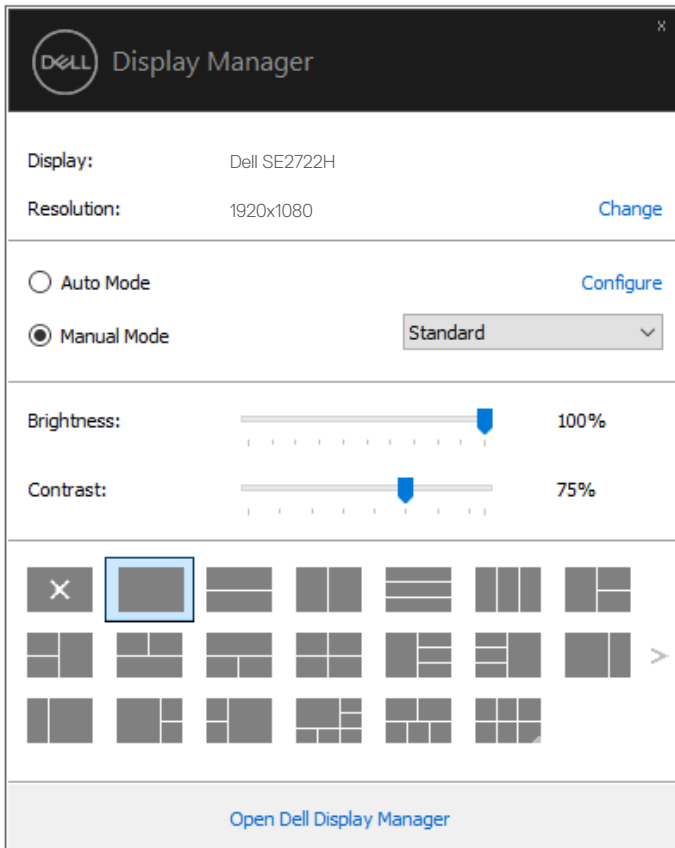 x
DELL Display Manager
Display: Dell SE2722H
Resolution: 1920x1080 Change
Auto Mode Configure
Manual Mode Standard
Brightness: 100%
Contrast: 75%
Open Dell Display Manager